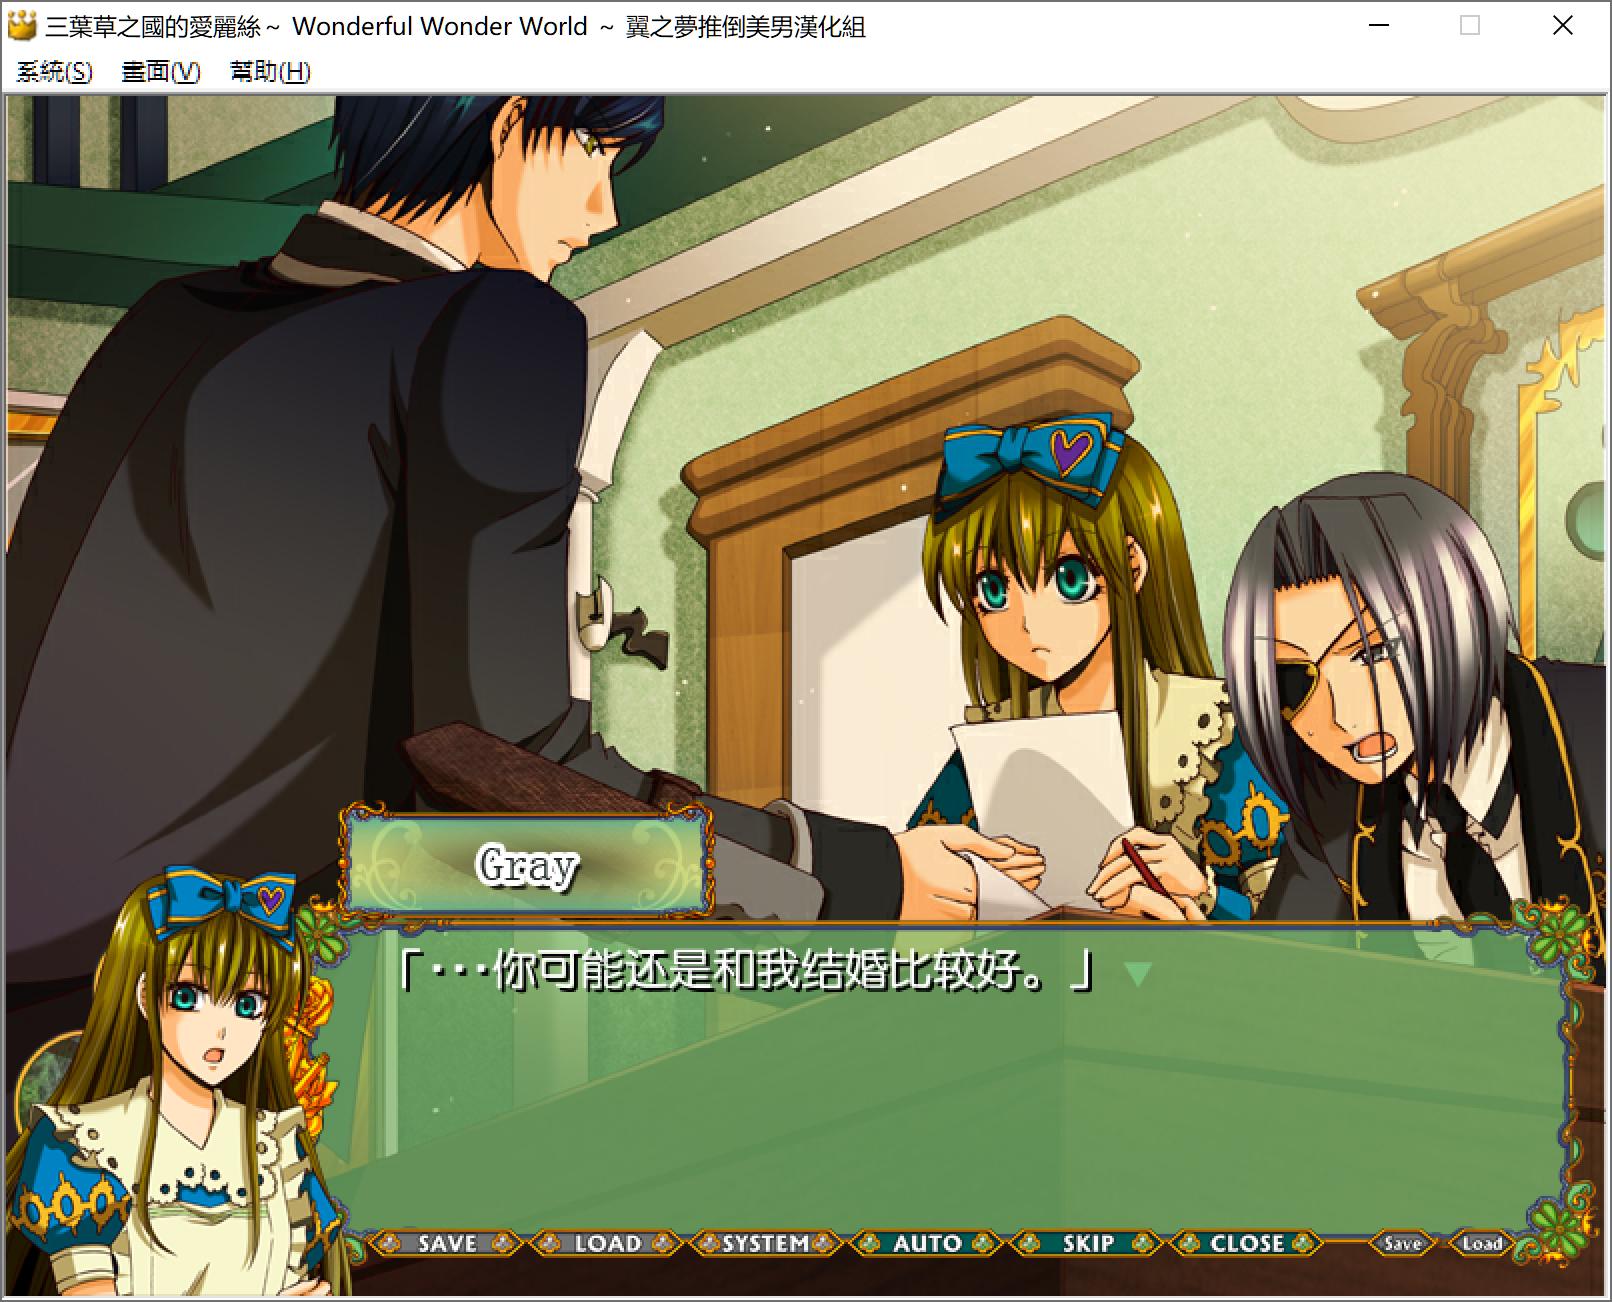 三葉草之國的愛麗絲～ Wonderful Wonder World ～ 翼之夢推倒美男漢化組
系統(S) 畫面(V) 幫助(H)
Gray
「···你可能还是和我结婚比较好。」
SAVE LOAD SYSTEM AUTO SKIP CLOSE Save Load